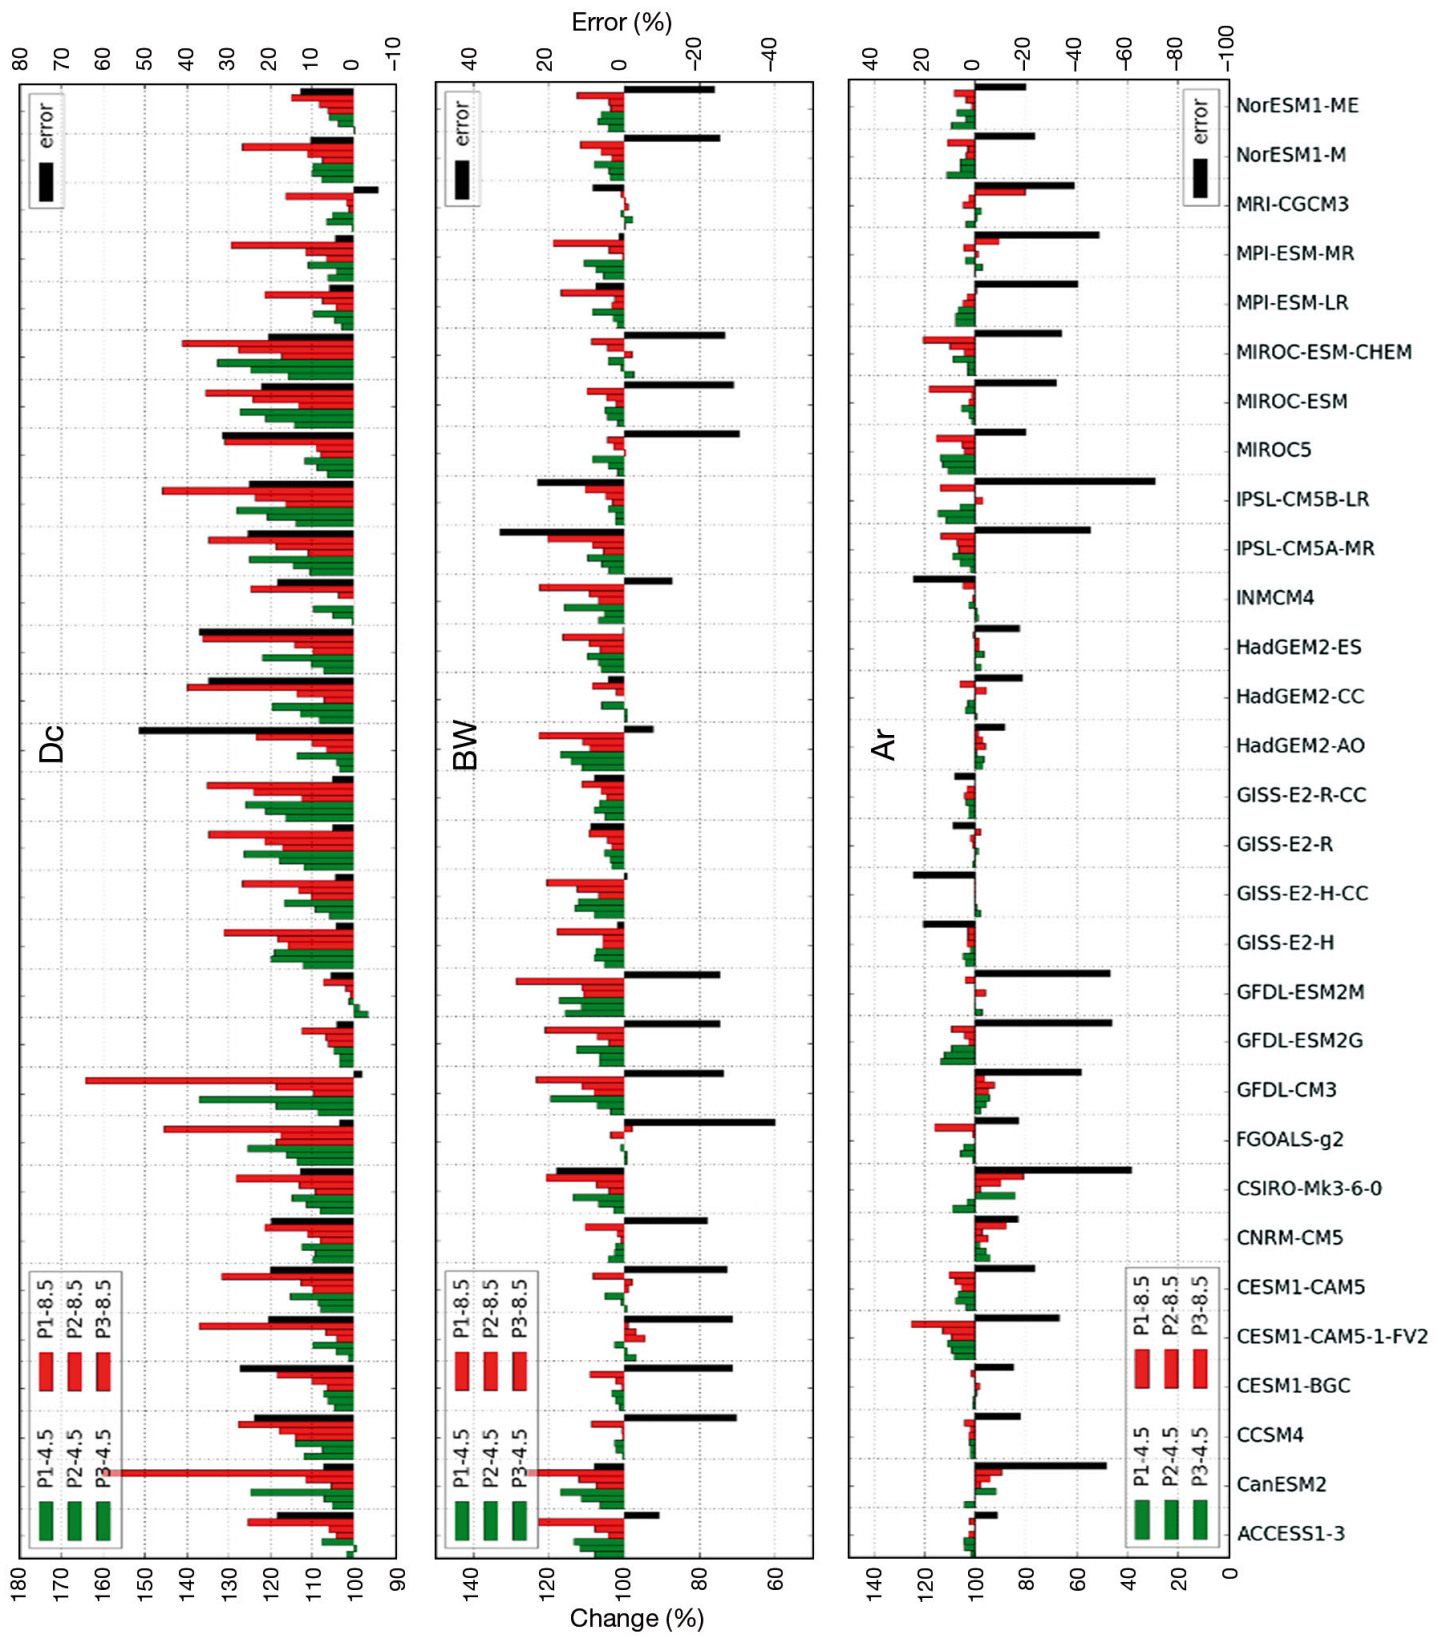 Error (%)
80
70
60
50
40
30
20
10
0
−10
40
20
0
−20
−40
40
20
0
−20
−40
−60
−80
−100
error
error
error
Dc
BW
Ar
P1-4.5 P1-8.5
P2-4.5 P2-8.5
P3-4.5 P3-8.5
P1-4.5 P1-8.5
P2-4.5 P2-8.5
P3-4.5 P3-8.5
P1-4.5 P1-8.5
P2-4.5 P2-8.5
P3-4.5 P3-8.5
180
170
160
150
140
130
120
110
100
90
140
120
100
80
60
140
120
100
80
60
40
20
0
Change (%)
NorESM1-ME
NorESM1-M
MRI-CGCM3
MPI-ESM-MR
MPI-ESM-LR
MIROC-ESM-CHEM
MIROC-ESM
MIROC5
IPSL-CM5B-LR
IPSL-CM5A-MR
INMCM4
HadGEM2-ES
HadGEM2-CC
HadGEM2-AO
GISS-E2-R-CC
GISS-E2-R
GISS-E2-H-CC
GISS-E2-H
GFDL-ESM2M
GFDL-ESM2G
GFDL-CM3
FGOALS-g2
CSIRO-Mk3-6-0
CNRM-CM5
CESM1-CAM5
CESM1-CAM5-1-FV2
CESM1-BGC
CCSM4
CanESM2
ACCESS1-3